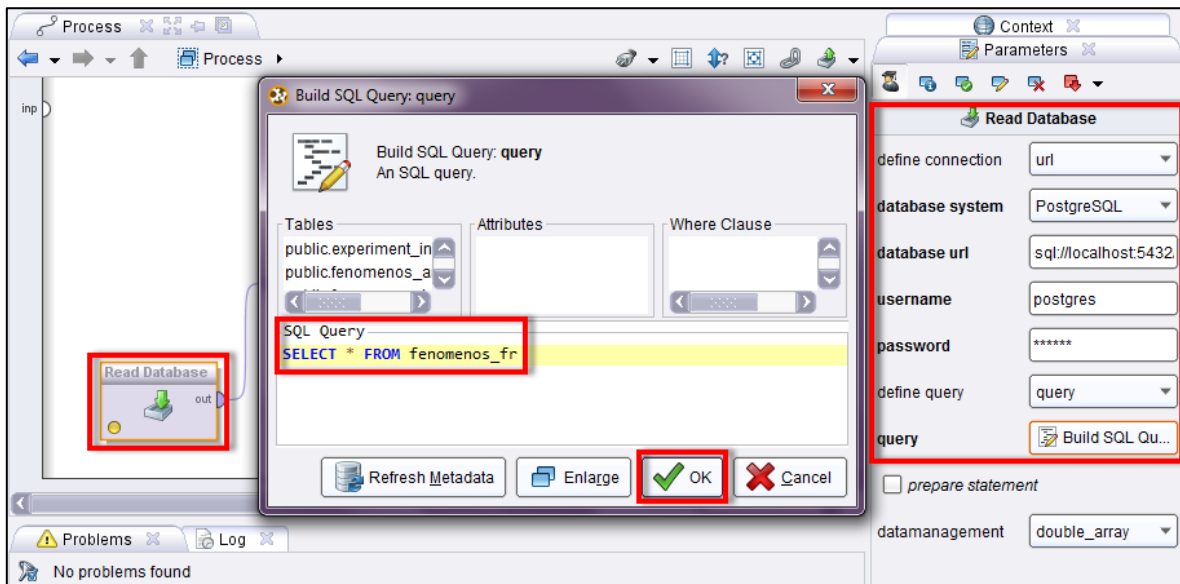 Process
Process
inp
Read Database
out
Build SQL Query: query
Build SQL Query: query
An SQL query.
Tables
public.experiment_in
public.fenomenos_a
Attributes
Where Clause
SQL Query
SELECT * FROM fenomenos_fr
Refresh Metadata
Enlarge
OK
Cancel
Problems
Log
No problems found
Context
Parameters
Read Database
define connection
url
database system
PostgreSQL
database url
sql://localhost:5432
username
postgres
password
******
define query
query
query
Build SQL Qu...
prepare statement
datamanagement
double_array